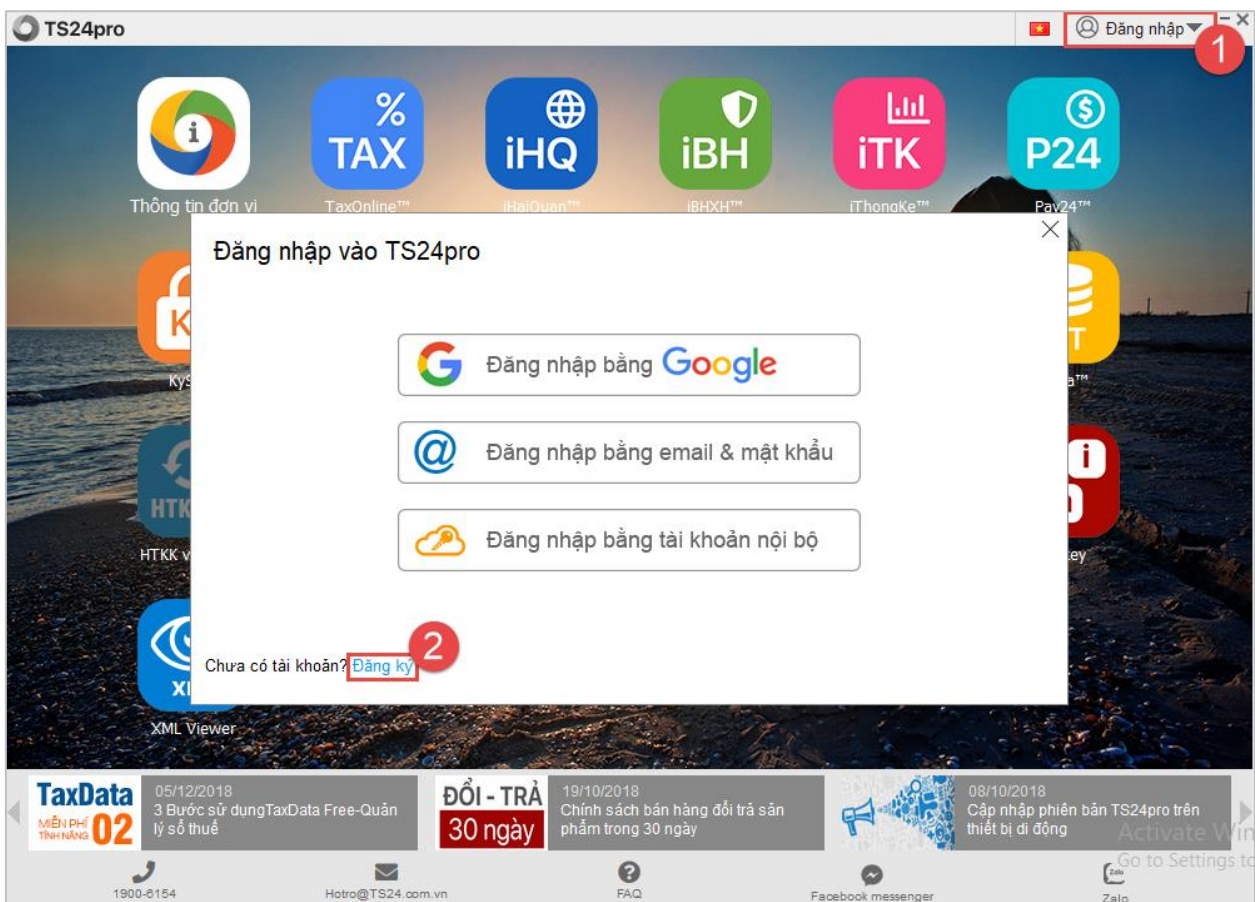 TS24pro
Đăng nhập
1
i
%
TAX
iHQ
iBH
iTK
$
P24
Thông tin đơn vị
TaxOnline™
iHaiQuan™
iBHXH™
iThongKe™
Pay24™
Đăng nhập vào TS24pro
K
T
KyS
a™
Đăng nhập bằng Google
@ Đăng nhập bằng email & mật khẩu
Đăng nhập bằng tài khoản nội bộ
HTK
i
HTKK v
ey
2
Chưa có tài khoản? Đăng ký
X
XML Viewer
TaxData
MIỄN PHÍ
TÍNH NĂNG 02
05/12/2018
3 Bước sử dụngTaxData Free-Quản
lý sổ thuế
ĐỔI - TRẢ
30 ngày
19/10/2018
Chính sách bán hàng đổi trả sản
phẩm trong 30 ngày
08/10/2018
Cập nhập phiên bản TS24pro trên
thiết bị di động
Activate Win
Go to Settings to
1900-6154
Hotro@TS24.com.vn
FAQ
Facebook messenger
Zalo
Zalo